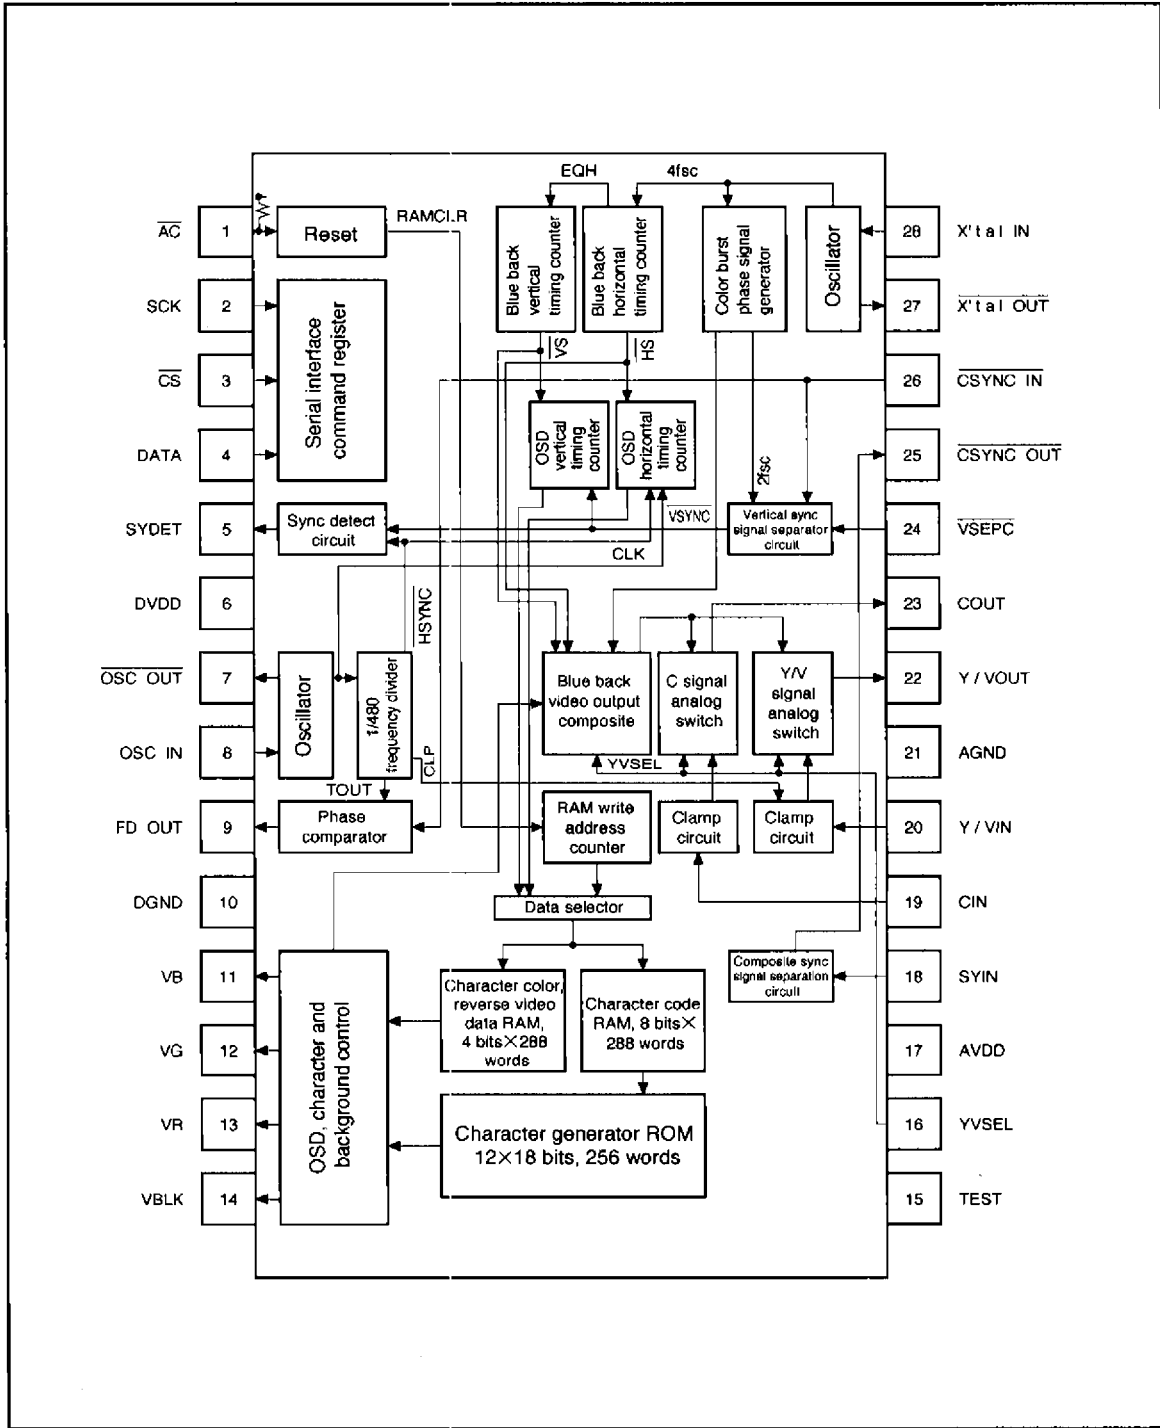 EQH
4fsc
AC
1
Reset
RAMCLR
Blue back
vertical
timing counter
Blue back
horizontal
timing counter
Color burst
phase signal
generator
Oscillator
28
X'tal IN
SCK
2
Serial interface
command register
27
X'tal OUT
VS
HS
CS
3
26
CSYNC IN
OSD
vertical
timing
counter
OSD
horizontal
timing
counter
DATA
4
2fsc
25
CSYNC OUT
SYDET
5
Sync detect
circuit
VSYNC
Vertical sync
signal separator
circuit
24
VSEPC
CLK
DVDD
6
HSYNC
23
COUT
OSC OUT
7
Oscillator
1/480
frequency divider
Blue back
video output
composite
C signal
analog
switch
Y/V
signal
analog
switch
22
Y / VOUT
OSC IN
8
CLP
YVSEL
21
AGND
TOUT
FD OUT
9
Phase
comparator
RAM write
address
counter
Clamp
circuit
Clamp
circuit
20
Y / VIN
DGND
10
Data selector
19
CIN
VB
11
OSD, character and
background control
Character color,
reverse video
data RAM,
4 bits×288
words
Character code
RAM, 8 bits×
288 words
Composite sync
signal separation
circuit
18
SYIN
VG
12
17
AVDD
VR
13
Character generator ROM
12×18 bits, 256 words
16
YVSEL
VBLK
14
15
TEST